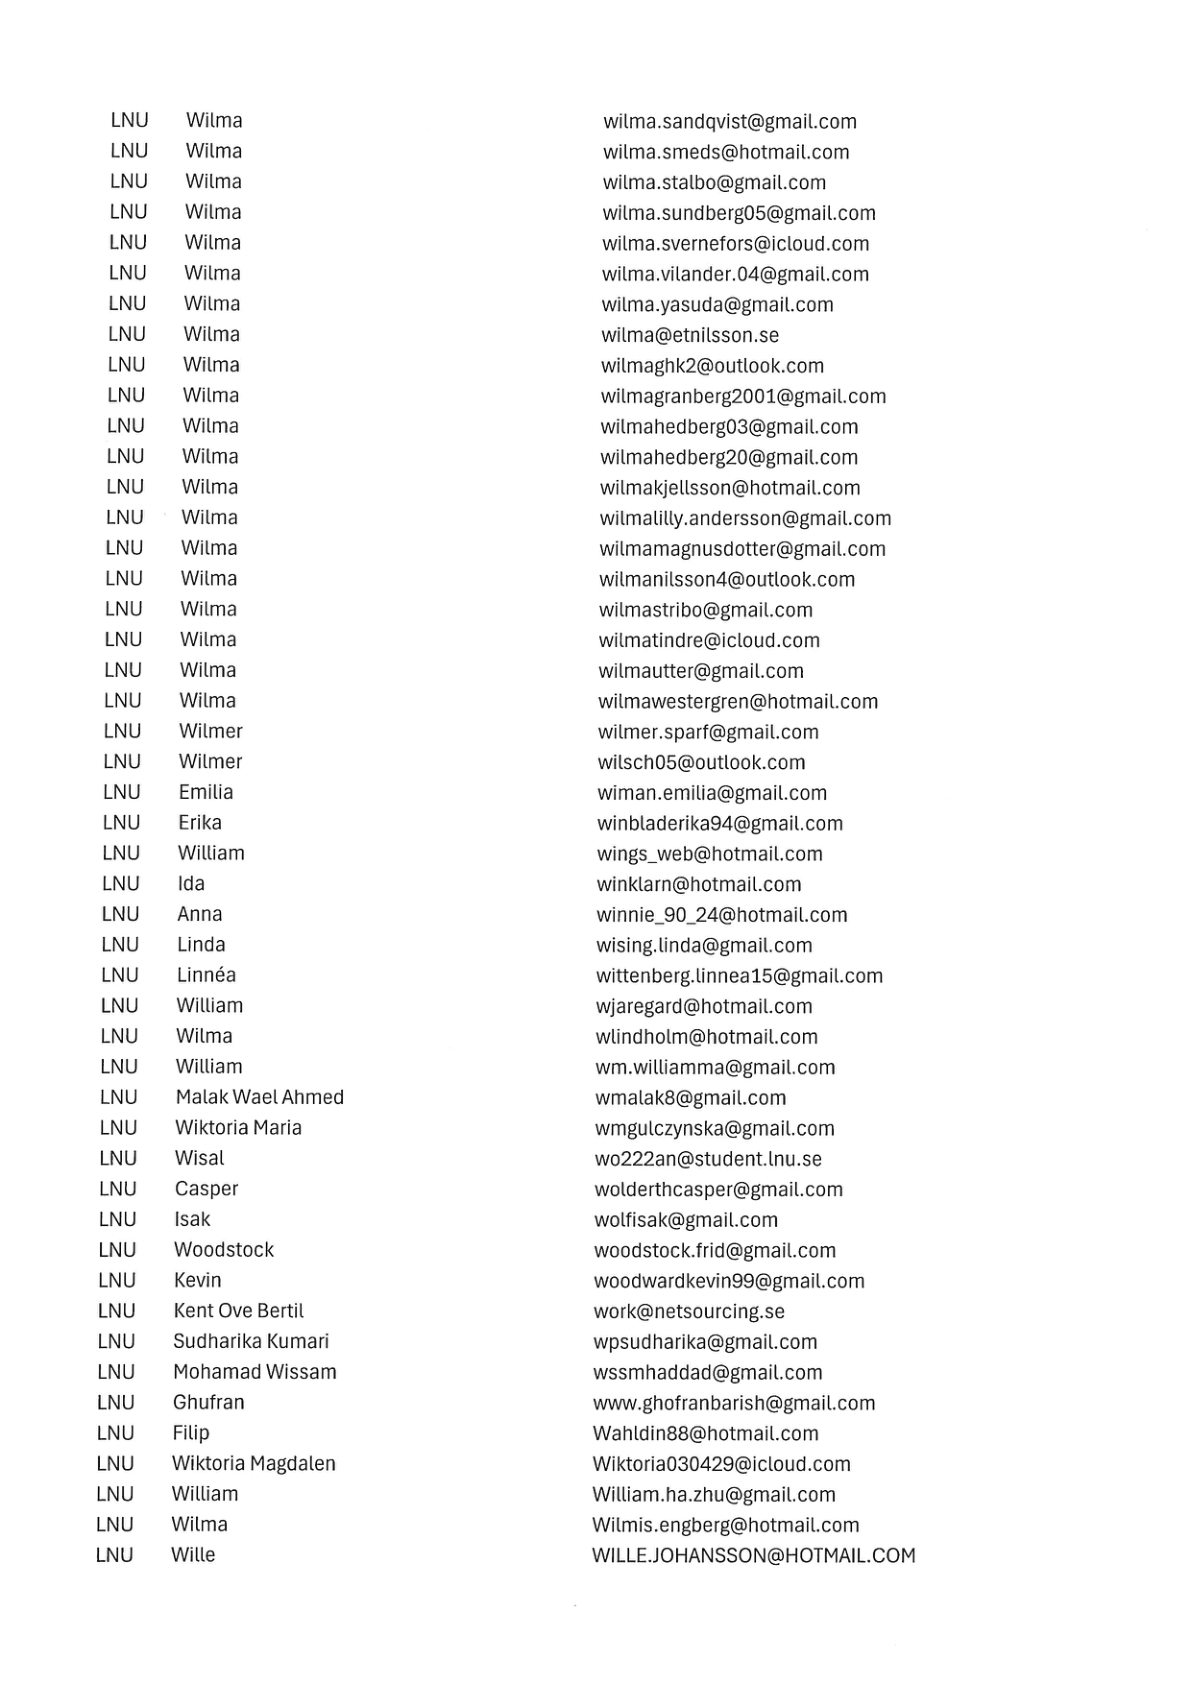 LNU Wilma wilma.sandqvist@gmail.com
LNU Wilma wilma.smeds@hotmail.com
LNU Wilma wilma.stalbo@gmail.com
LNU Wilma wilma.sundberg05@gmail.com
LNU Wilma wilma.svernefors@icloud.com
LNU Wilma wilma.vilander.04@gmail.com
LNU Wilma wilma.yasuda@gmail.com
LNU Wilma wilma@etnilsson.se
LNU Wilma wilmaghk2@outlook.com
LNU Wilma wilmagranberg2001@gmail.com
LNU Wilma wilmahedberg03@gmail.com
LNU Wilma wilmahedberg20@gmail.com
LNU Wilma wilmakjellsson@hotmail.com
LNU Wilma wilmalilly.andersson@gmail.com
LNU Wilma wilmamagnusdotter@gmail.com
LNU Wilma wilmanilsson4@outlook.com
LNU Wilma wilmastribo@gmail.com
LNU Wilma wilmatindre@icloud.com
LNU Wilma wilmautter@gmail.com
LNU Wilma wilmawestergren@hotmail.com
LNU Wilmer wilmer.sparf@gmail.com
LNU Wilmer wilsch05@outlook.com
LNU Emilia wiman.emilia@gmail.com
LNU Erika winbladerika94@gmail.com
LNU William wings_web@hotmail.com
LNU Ida winklarn@hotmail.com
LNU Anna winnie_90_24@hotmail.com
LNU Linda wising.linda@gmail.com
LNU Linnéa wittenberg.linnea15@gmail.com
LNU William wjaregard@hotmail.com
LNU Wilma wlindholm@hotmail.com
LNU William wm.williamma@gmail.com
LNU Malak Wael Ahmed wmalak8@gmail.com
LNU Wiktoria Maria wmgulczynska@gmail.com
LNU Wisal wo222an@student.lnu.se
LNU Casper wolderthcasper@gmail.com
LNU Isak wolfisak@gmail.com
LNU Woodstock woodstock.frid@gmail.com
LNU Kevin woodwardkevin99@gmail.com
LNU Kent Ove Bertil work@netsourcing.se
LNU Sudharika Kumari wpsudharika@gmail.com
LNU Mohamad Wissam wssmhaddad@gmail.com
LNU Ghufran www.ghofranbarish@gmail.com
LNU Filip Wahldin88@hotmail.com
LNU Wiktoria Magdalen Wiktoria030429@icloud.com
LNU William William.ha.zhu@gmail.com
LNU Wilma Wilmis.engberg@hotmail.com
LNU Wille WILLE.JOHANSSON@HOTMAIL.COM